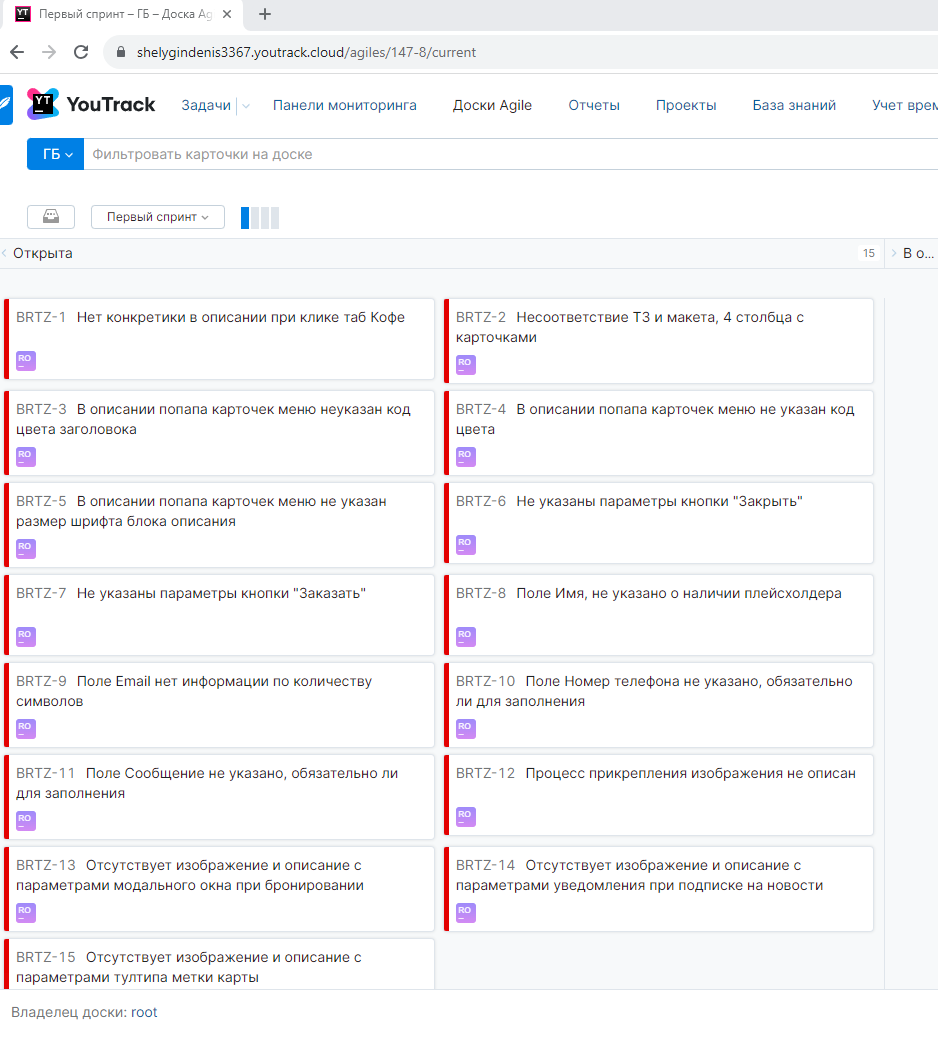 Первый спринт – ГБ – Доска Ag
shelygindenis3367.youtrack.cloud/agiles/147-8/current
YouTrack
Задачи
Панели мониторинга
Доски Agile
Отчеты
Проекты
База знаний
Учет врем
ГБ
Фильтровать карточки на доске
Первый спринт
Открыта
15
В о...
BRTZ-1 Нет конкретики в описании при клике таб Кофе
RO
BRTZ-2 Несоответствие ТЗ и макета, 4 столбца с
карточками
RO
BRTZ-3 В описании попапа карточек меню неуказан код
цвета заголовока
RO
BRTZ-4 В описании попапа карточек меню не указан код
цвета
RO
BRTZ-5 В описании попапа карточек меню не указан
размер шрифта блока описания
RO
BRTZ-6 Не указаны параметры кнопки "Закрыть"
RO
BRTZ-7 Не указаны параметры кнопки "Заказать"
RO
BRTZ-8 Поле Имя, не указано о наличии плейсхолдера
RO
BRTZ-9 Поле Email нет информации по количеству
символов
RO
BRTZ-10 Поле Номер телефона не указано, обязательно
ли для заполнения
RO
BRTZ-11 Поле Сообщение не указано, обязательно ли
для заполнения
RO
BRTZ-12 Процесс прикрепления изображения не описан
RO
BRTZ-13 Отсутствует изображение и описание с
параметрами модального окна при бронировании
RO
BRTZ-14 Отсутствует изображение и описание с
параметрами уведомления при подписке на новости
RO
BRTZ-15 Отсутствует изображение и описание с
параметрами тултипа метки карты
Владелец доски: root